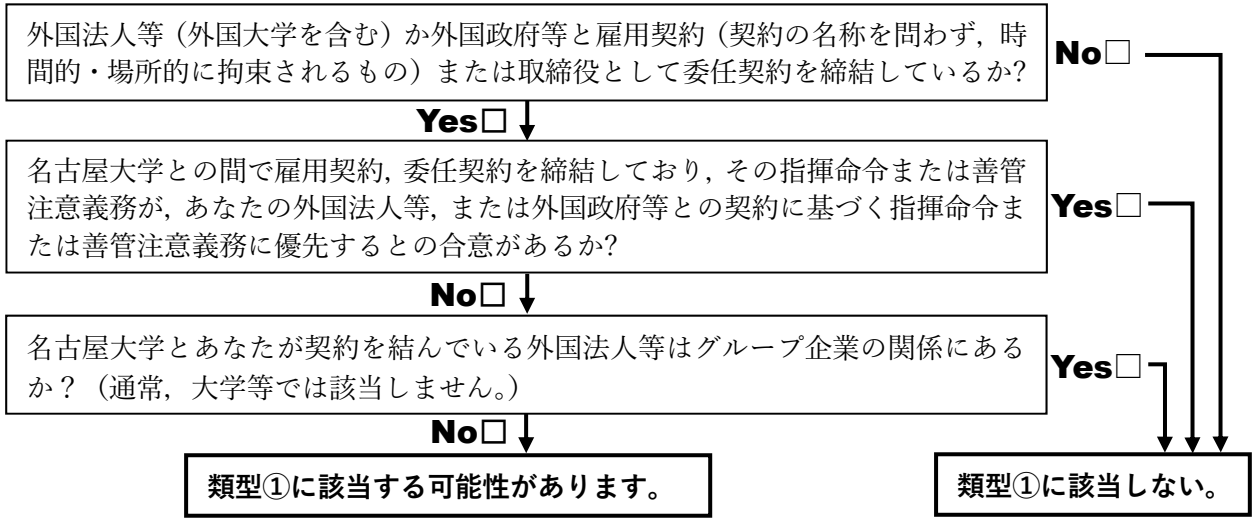 外国法人等（外国大学を含む）か外国政府等と雇用契約（契約の名称を問わず，時
間的・場所的に拘束されるもの）または取締役として委任契約を締結しているか?
No□
Yes□
名古屋大学との間で雇用契約, 委任契約を締結しており, その指揮命令または善管
注意義務が, あなたの外国法人等, または外国政府等との契約に基づく指揮命令ま
たは善管注意義務に優先するとの合意があるか?
Yes□
No□
名古屋大学とあなたが契約を結んでいる外国法人等はグループ企業の関係にある
か？（通常，大学等では該当しません。）
Yes□
No□
類型①に該当する可能性があります。
類型①に該当しない。